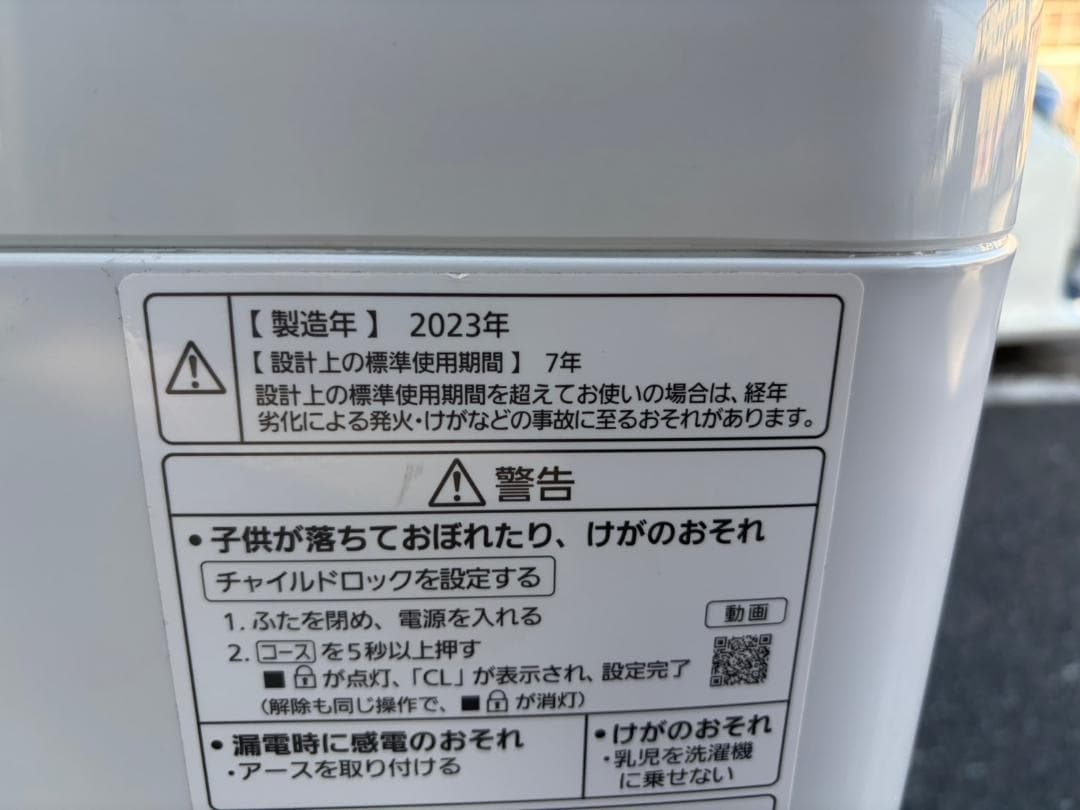 【 製造年 】 2023年
【 設計上の標準使用期間 】 7年
設計上の標準使用期間を超えてお使いの場合は、経年
劣化による発火・けがなどの事故に至るおそれがあります。
警告
• 子供が落ちておぼれたり、けがのおそれ
チャイルドロックを設定する
1. ふたを閉め、電源を入れる
動画
2. コース を5秒以上押す
■ が点灯、「CL」が表示され、設定完了
(解除も同じ操作で、■ が消灯)
• 漏電時に感電のおそれ
・アースを取り付ける
• けがのおそれ
・乳児を洗濯機
に乗せない